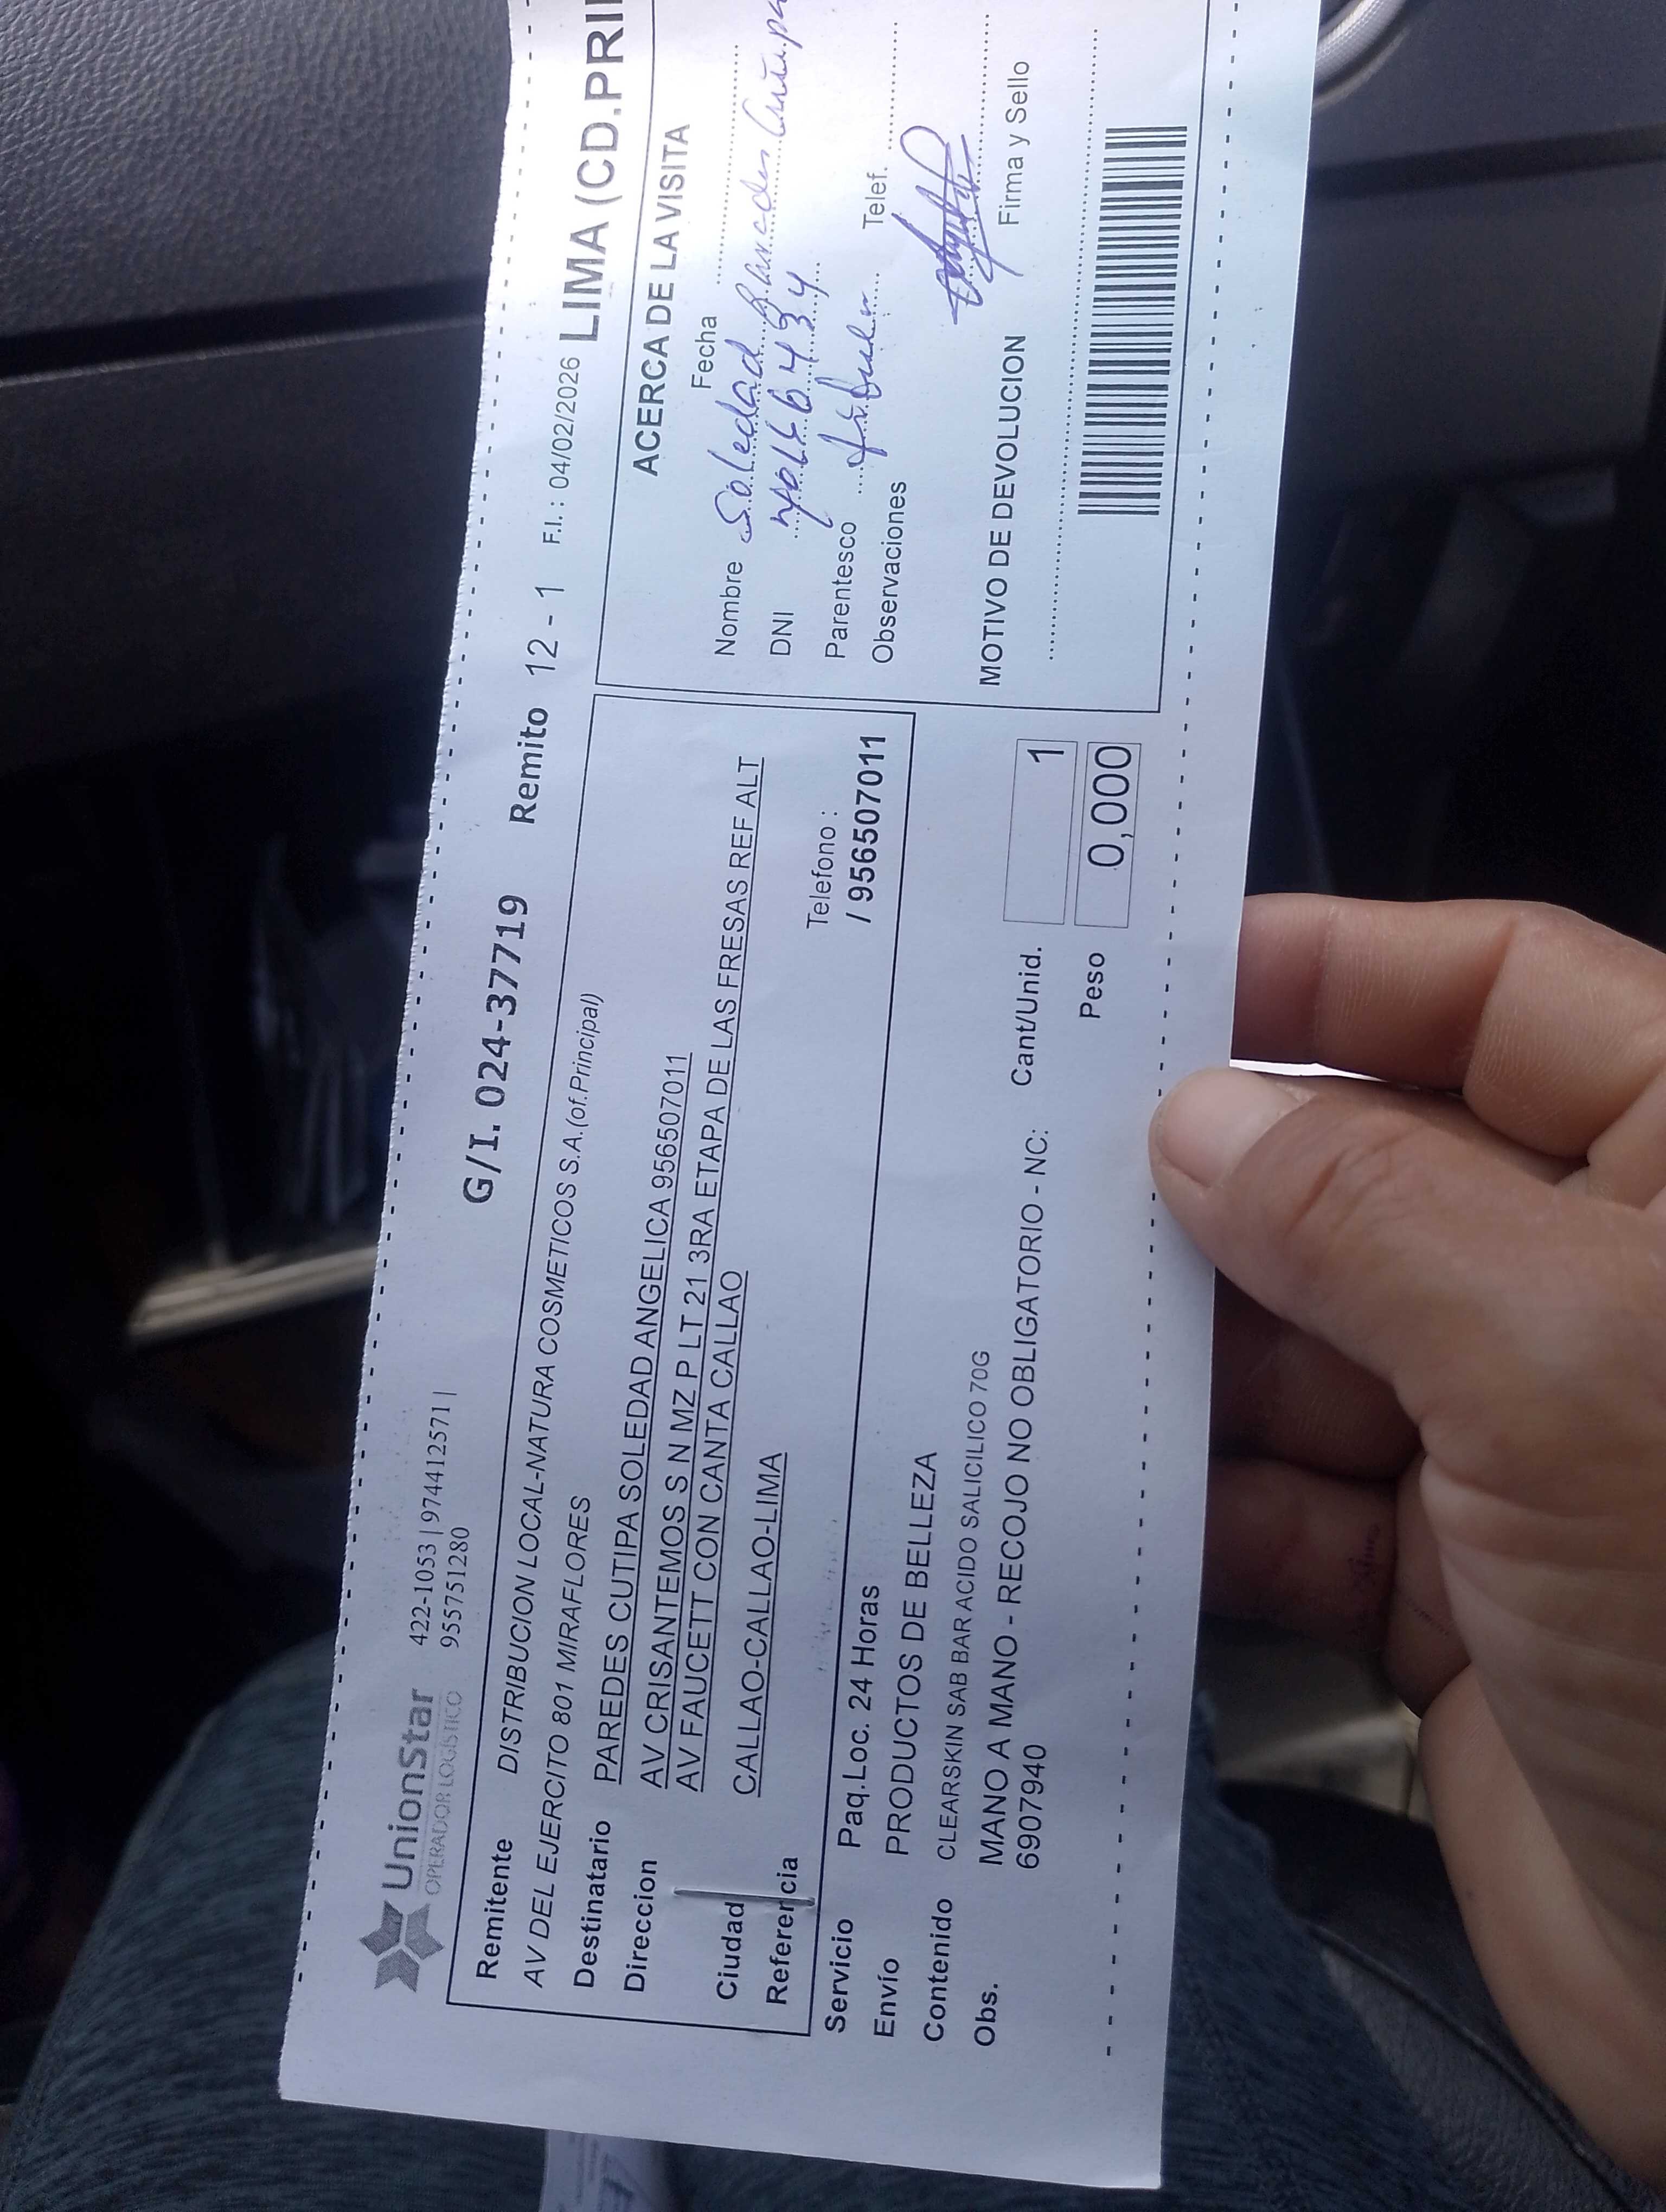 UnionStar
OPERADOR LOGÍSTICO
422-1053 | 974412571 |
955751280
G/I. 024-37719 Remito 12 - 1 F.I. : 04/02/2026 LIMA (CD.PRI
Remitente DISTRIBUCION LOCAL-NATURA COSMETICOS S.A.(of.Principal)
AV DEL EJERCITO 801 MIRAFLORES
Destinatario PAREDES CUTIPA SOLEDAD ANGELICA 956507011
Direccion AV CRISANTEMOS S N MZ P LT 21 3RA ETAPA DE LAS FRESAS REF ALT
AV FAUCETT CON CANTA CALLAO
Ciudad CALLAO-CALLAO-LIMA
Referencia
Telefono :
/ 956507011
Servicio Paq.Loc. 24 Horas
Envío PRODUCTOS DE BELLEZA
Contenido CLEARSKIN SAB BAR ACIDO SALICILICO 70G
Obs. MANO A MANO - RECOJO NO OBLIGATORIO - NC:
6907940
Cant/Unid. 1
Peso 0,000
ACERCA DE LA VISITA
Fecha
Nombre Soledad
DNI
Parentesco
Observaciones Telef.
Firma y Sello
MOTIVO DE DEVOLUCION